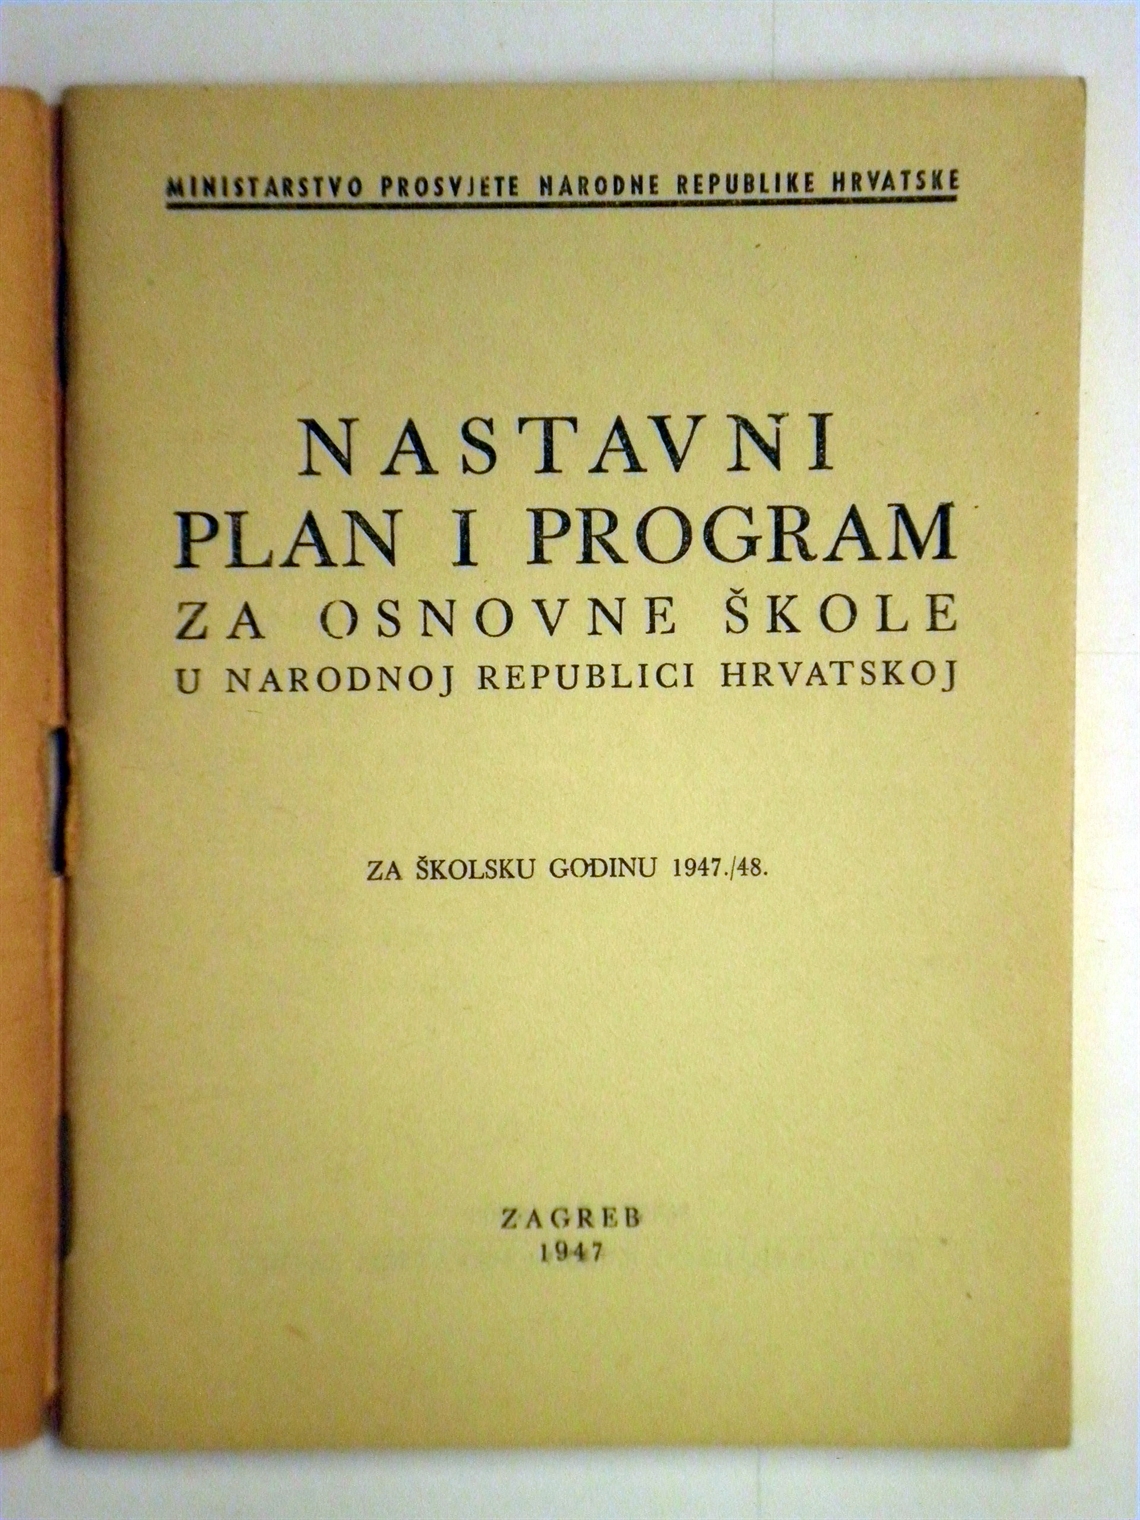 MINISTARSTVO PROSVJETE NARODNE REPUBLIKE HRVATSKE
NASTAVNI
PLAN I PROGRAM
ZA OSNOVNE ŠKOLE
U NARODNOJ REPUBLICI HRVATSKOJ
ZA ŠKOLSKU GODINU 1947./48.
ZAGREB
1947